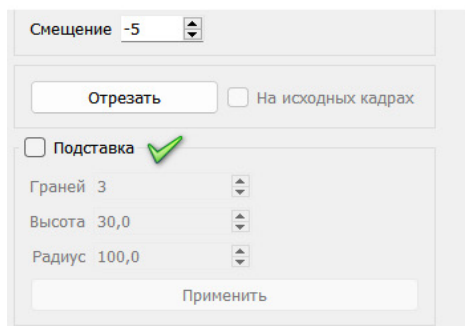 Смещение -5
Отрезать На исходных кадрах
Подставка
Граней 3
Высота 30,0
Радиус 100,0
Применить